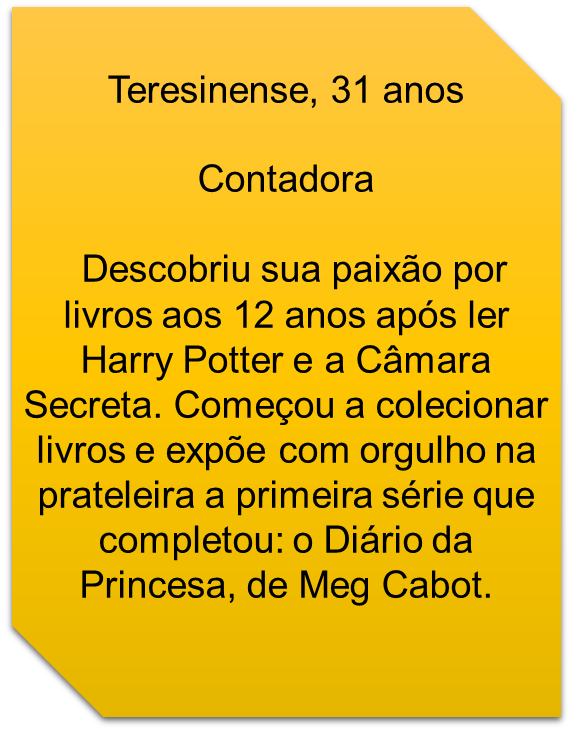 Teresinense, 31 anos
Contadora
Descobriu sua paixão por
livros aos 12 anos após ler
Harry Potter e a Câmara
Secreta. Começou a colecionar
livros e expõe com orgulho na
prateleira a primeira série que
completou: o Diário da
Princesa, de Meg Cabot.